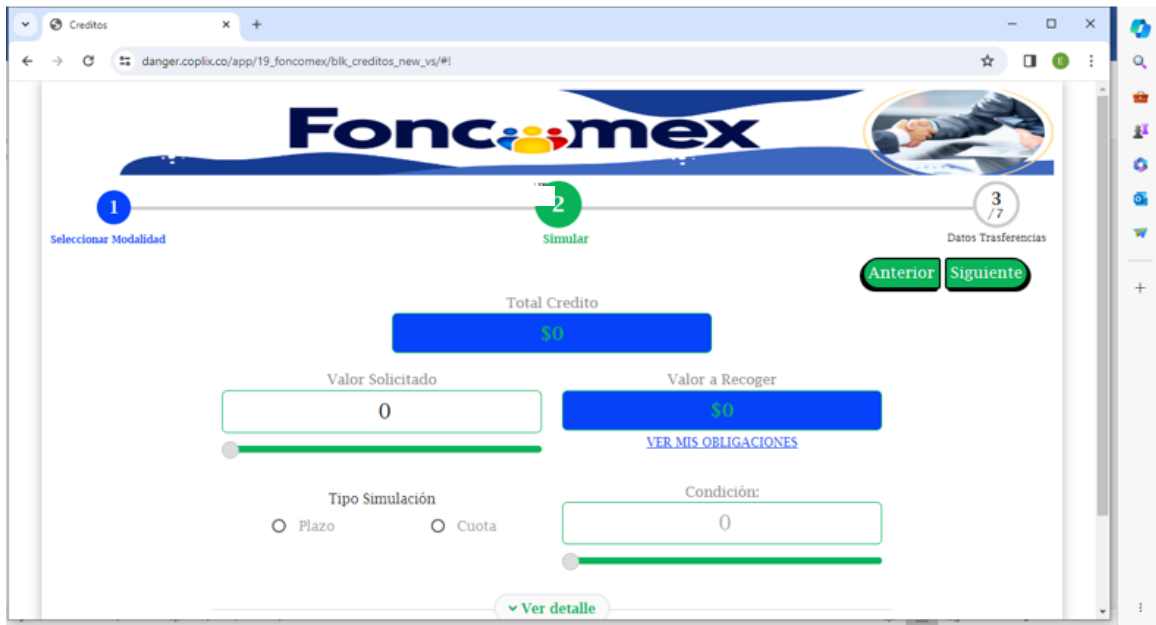 Creditos
danger.coplix.co/app/19_foncomex/blk_creditos_new_vs/#!
E
Foncomex
1
2
3
/7
Seleccionar Modalidad
Simular
Datos Trasferencias
Anterior Siguiente
Total Credito
$0
Valor Solicitado
Valor a Recoger
0
$0
VER MIS OBLIGACIONES
Tipo Simulación
Condición:
Plazo
Cuota
0
Ver detalle